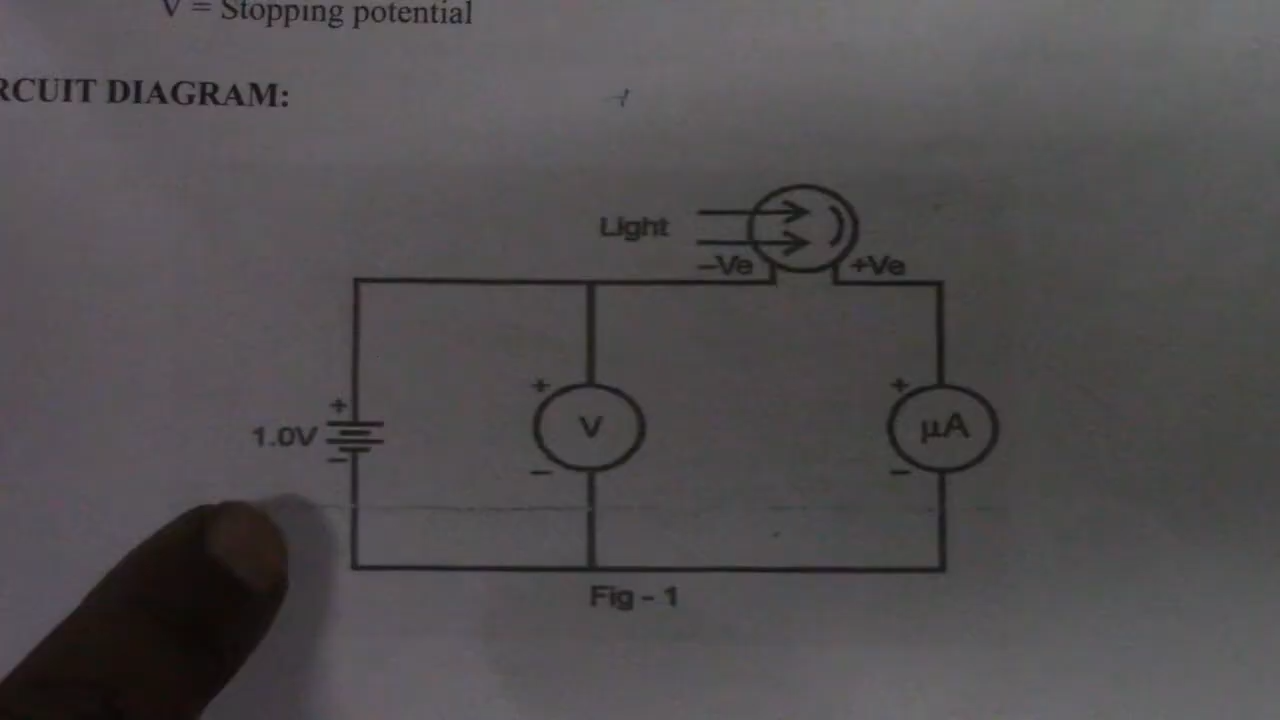 V = Stopping potential
RCUIT DIAGRAM:
Light
−Ve
+Ve
+
+
+
1.0V
V
µA
−
−
−
Fig - 1